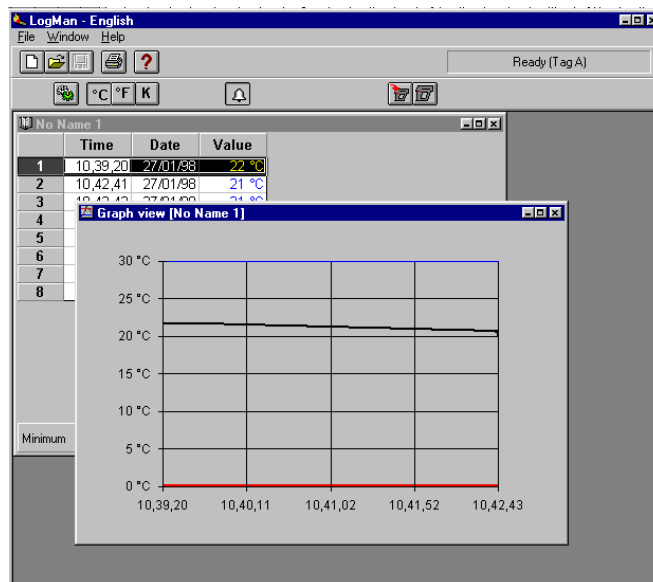 LogMan - English
File Window Help
Ready (Tag A)
°C °F K
No Name 1
Time Date Value
1 10,39,20 27/01/98 22 °C
2 10,42,41 27/01/98 21 °C
3
4
5
6
7
8
Graph view [No Name 1]
30 °C
25 °C
20 °C
15 °C
10 °C
5 °C
0 °C
10,39,20 10,40,11 10,41,02 10,41,52 10,42,43
Minimum